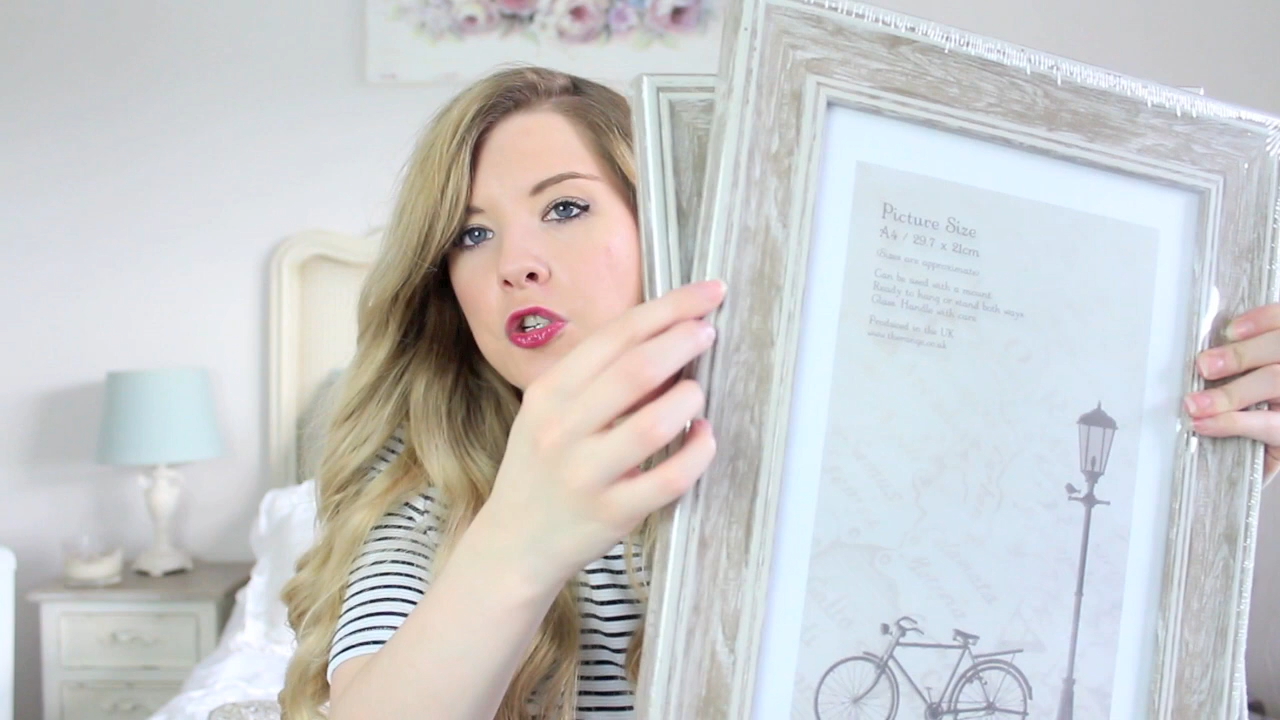 Picture Size
A4 / 29.7 x 21cm
(Sizes are approximate)
Can be used with a mount
Ready to hang or stand both ways
Glass Handle with care
Produced in the UK